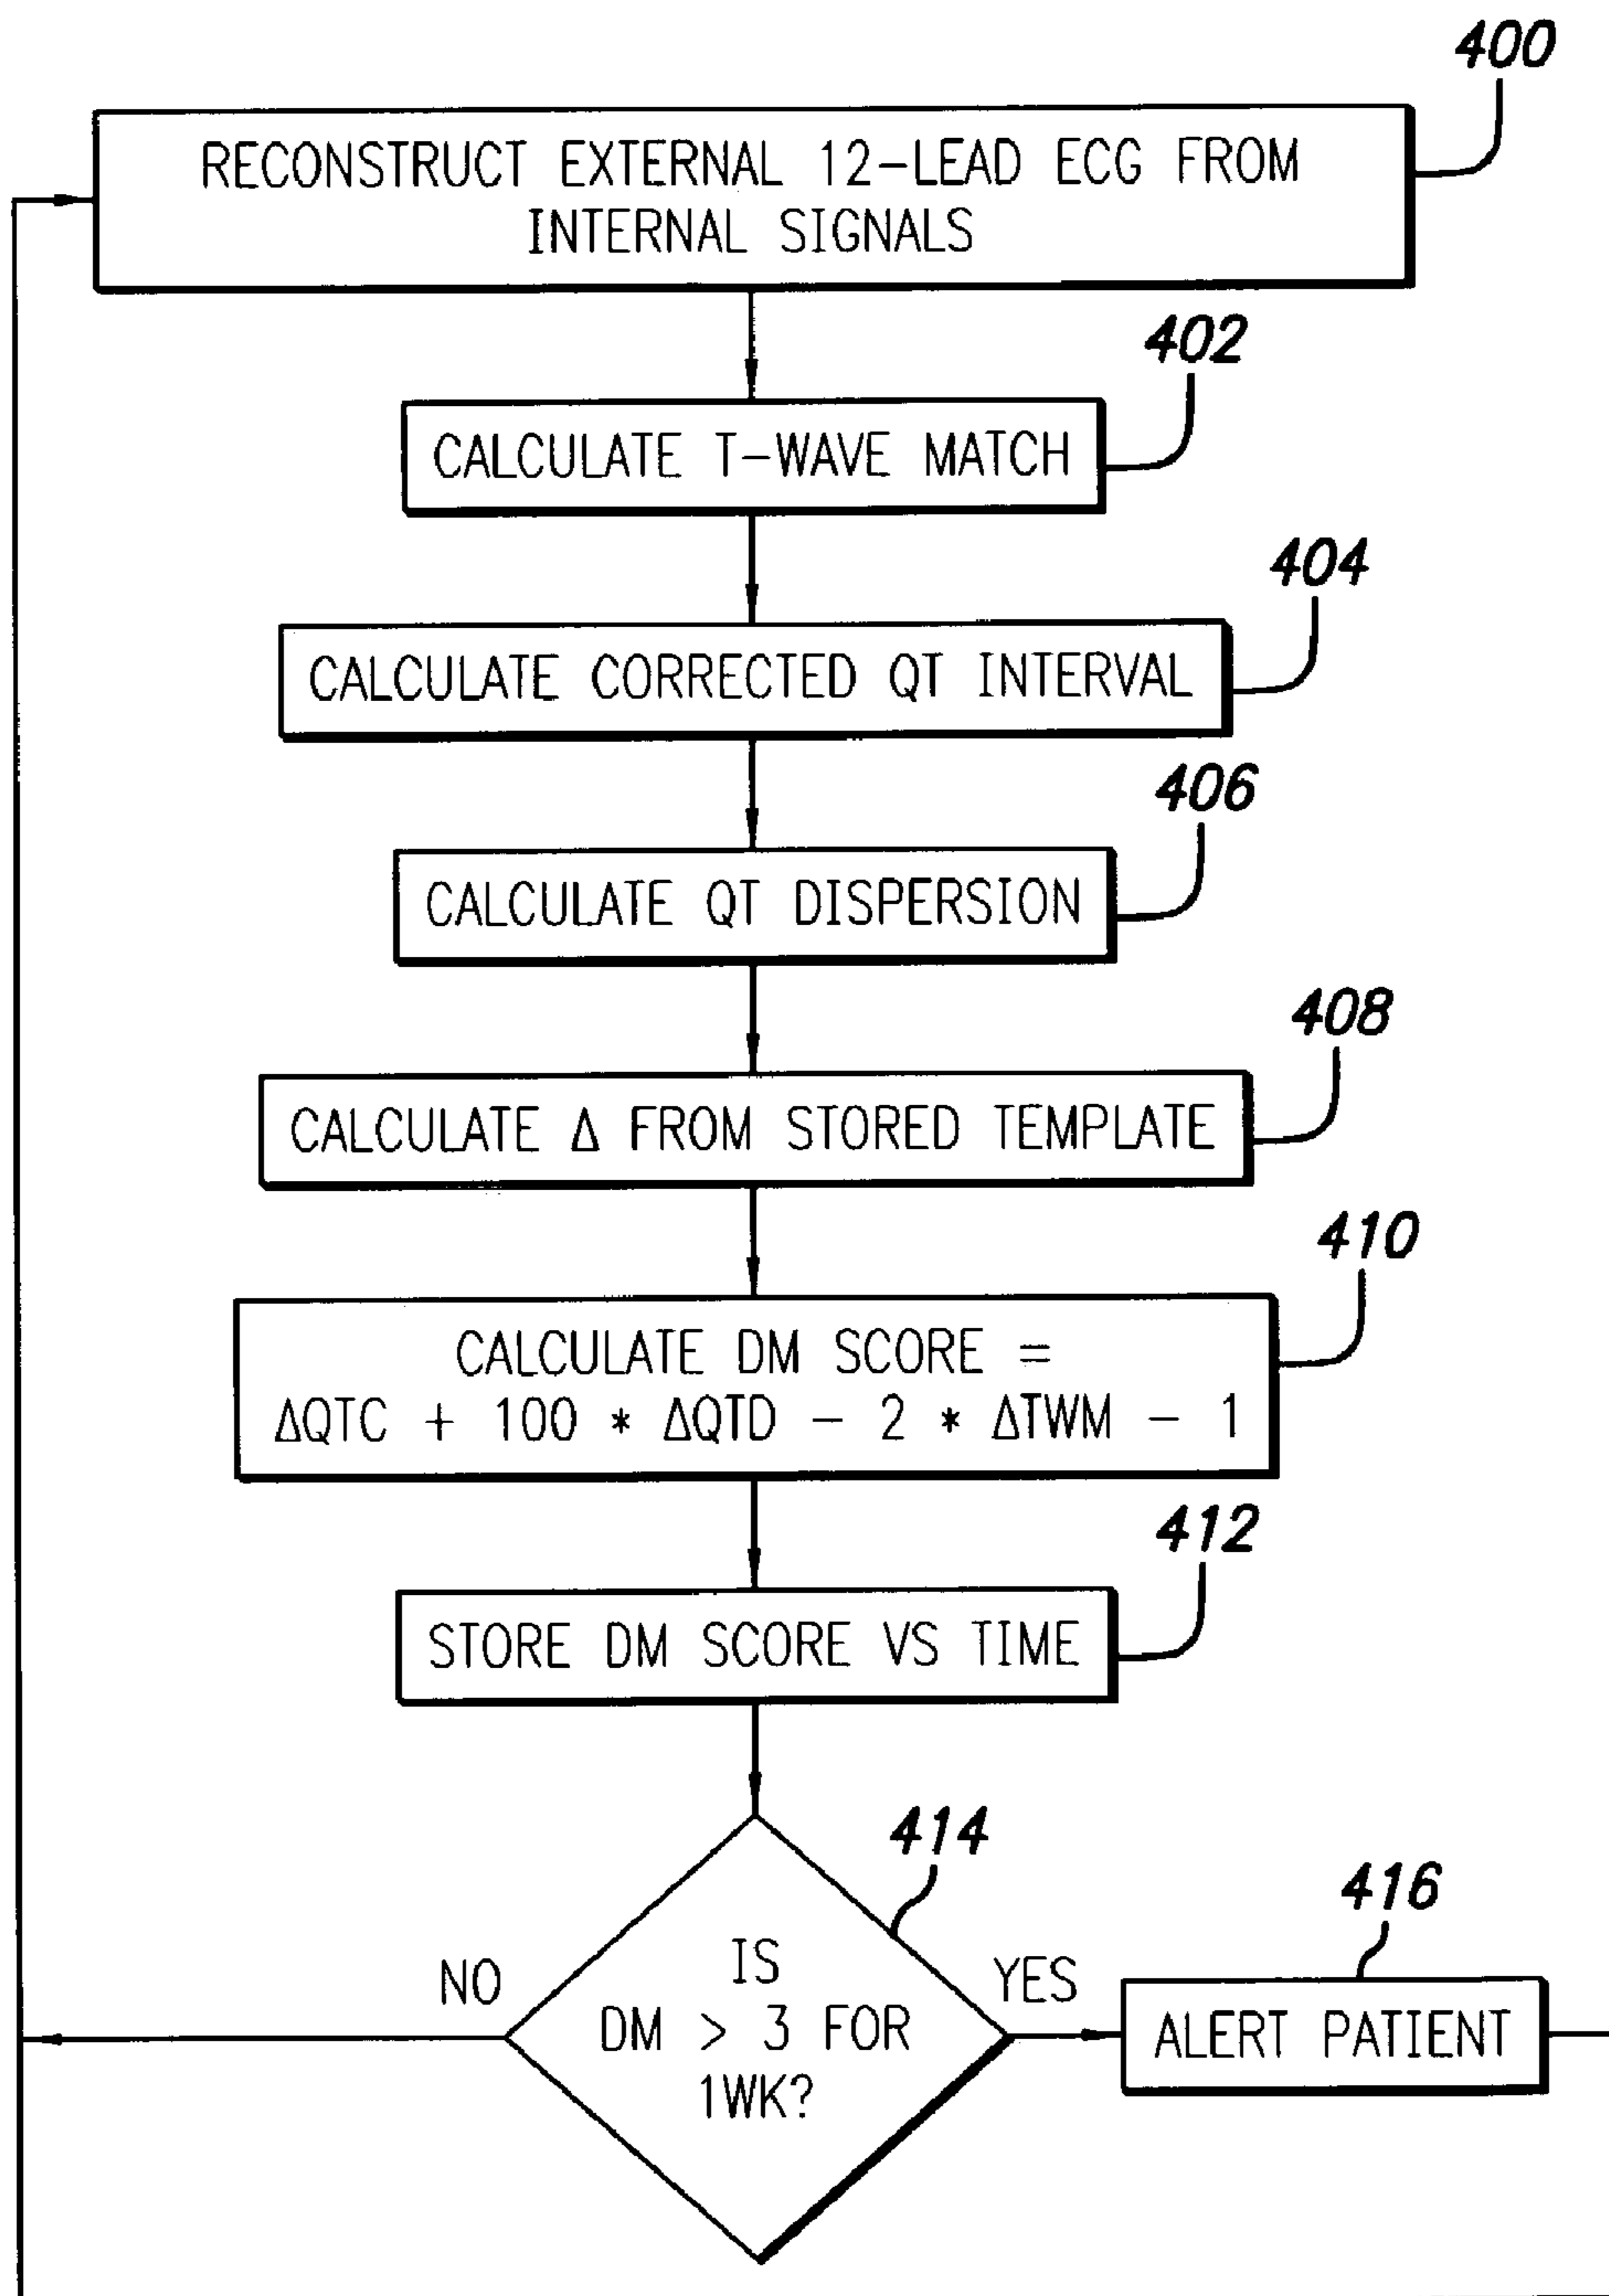 400
RECONSTRUCT EXTERNAL 12-LEAD ECG FROM
INTERNAL SIGNALS
402
CALCULATE T-WAVE MATCH
404
CALCULATE CORRECTED QT INTERVAL
406
CALCULATE QT DISPERSION
408
CALCULATE Δ FROM STORED TEMPLATE
410
CALCULATE DM SCORE =
ΔQTC + 100 * ΔQTD - 2 * ΔTWM - 1
412
STORE DM SCORE VS TIME
414
416
NO
IS
DM > 3 FOR
1WK?
YES
ALERT PATIENT